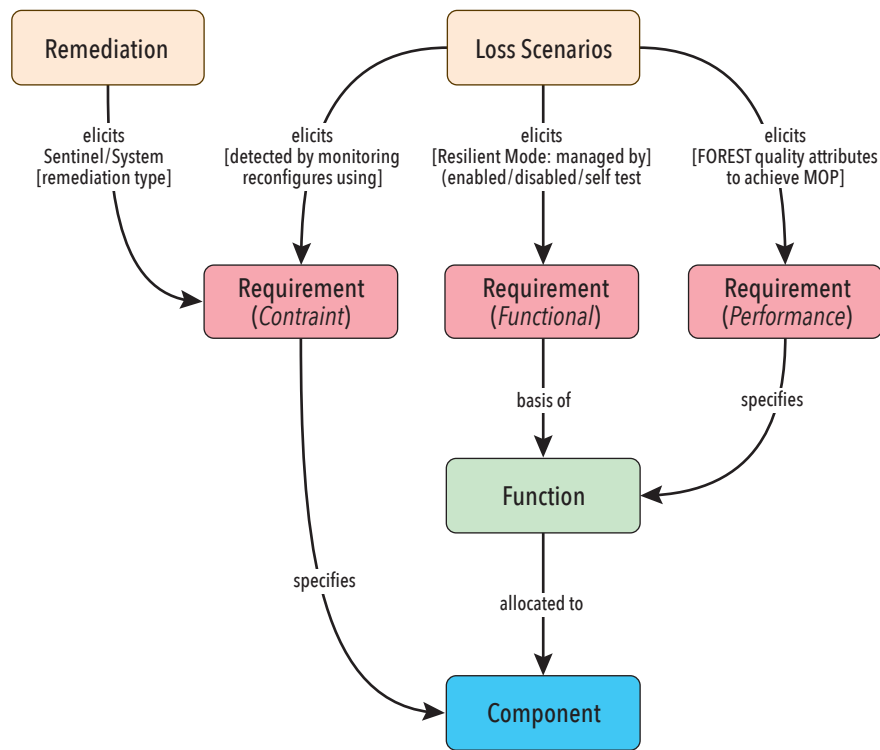 Remediation
Loss Scenarios
elicits
Sentinel/System
[remediation type]
elicits
[detected by monitoring
reconfigures using]
elicits
[Resilient Mode: managed by]
(enabled/disabled/self test
elicits
[FOREST quality attributes
to achieve MOP]
Requirement
(Contraint)
Requirement
(Functional)
Requirement
(Performance)
basis of
specifies
Function
specifies
allocated to
Component